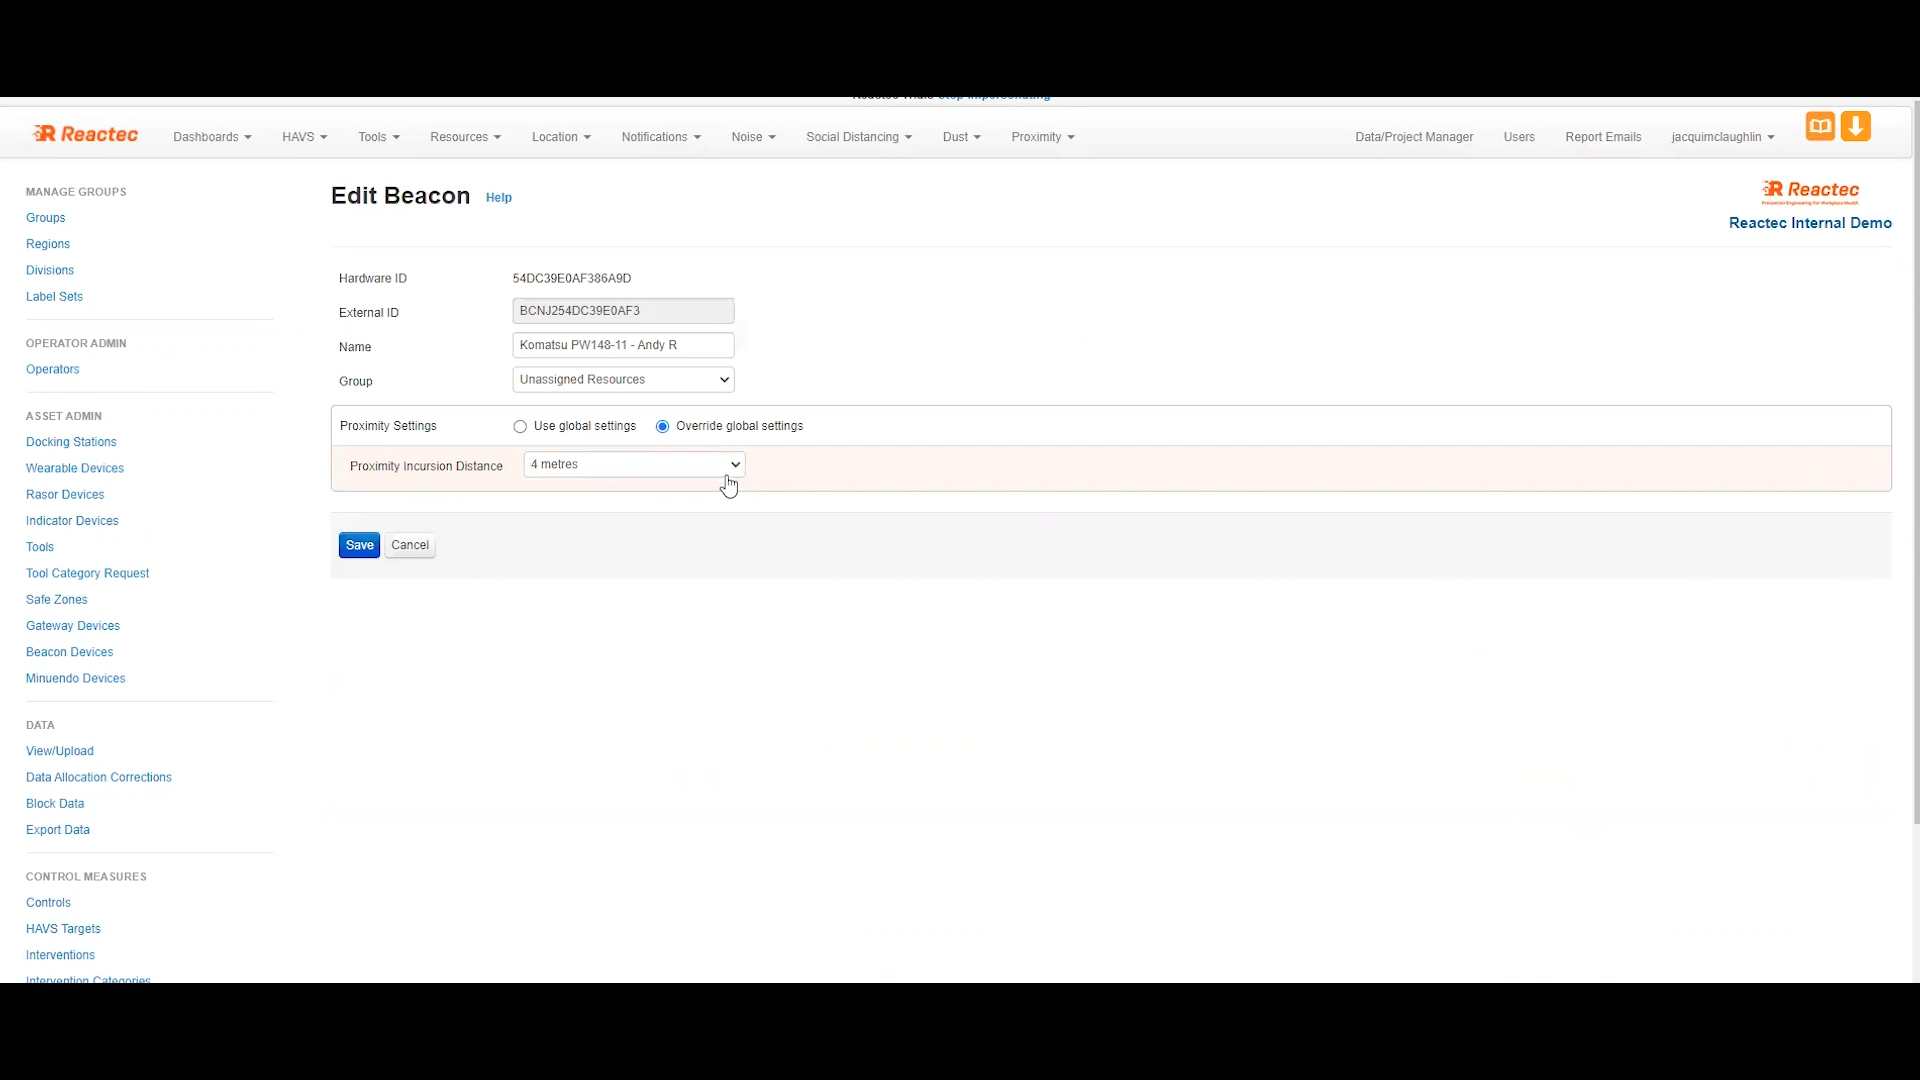 Reactec
Dashboards
HAVS
Tools
Resources
Location
Notifications
Noise
Social Distancing
Dust
Proximity
Data/Project Manager
Users
Report Emails
jacquimclaughlin
MANAGE GROUPS
Groups
Regions
Divisions
Label Sets
OPERATOR ADMIN
Operators
ASSET ADMIN
Docking Stations
Wearable Devices
Rasor Devices
Indicator Devices
Tools
Tool Category Request
Safe Zones
Gateway Devices
Beacon Devices
Minuendo Devices
DATA
View/Upload
Data Allocation Corrections
Block Data
Export Data
CONTROL MEASURES
Controls
HAVS Targets
Interventions
Intervention Categories
Edit Beacon Help
Reactec
Reactec Internal Demo
Hardware ID 54DC39E0AF386A9D
External ID BCNJ254DC39E0AF3
Name Komatsu PW148-11 - Andy R
Group Unassigned Resources
Proximity Settings Use global settings Override global settings
Proximity Incursion Distance 4 metres
Save Cancel